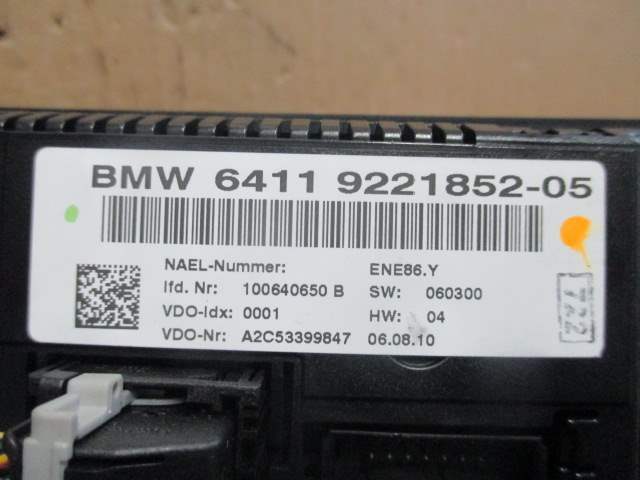 BMW 6411 9221852-05
NAEL-Nummer: ENE86.Y
lfd. Nr: 100640650 B SW: 060300
VDO-Idx: 0001 HW: 04
VDO-Nr: A2C53399847 06.08.10